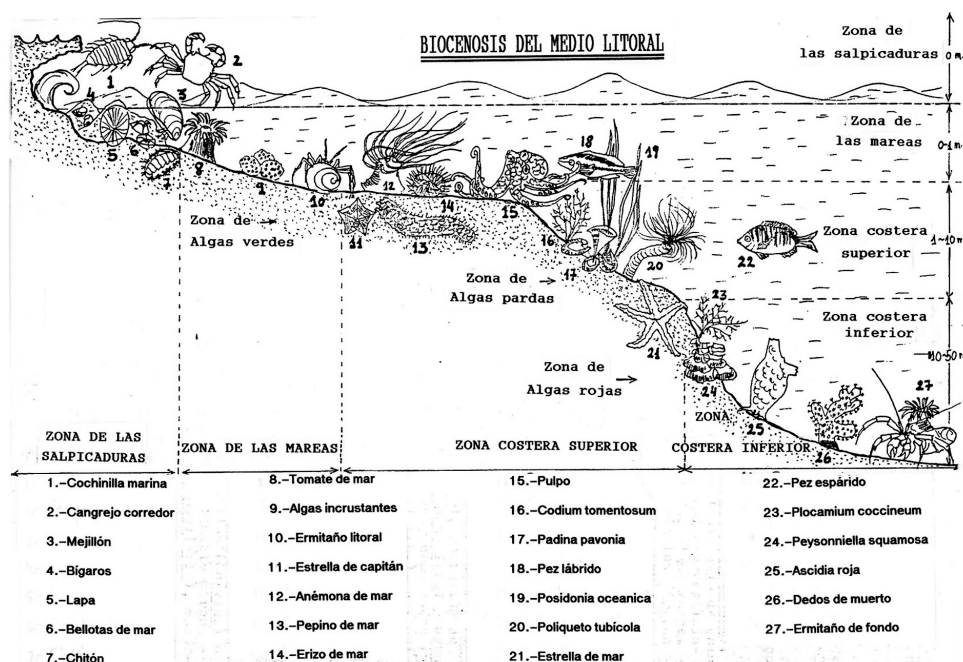 BIOCENOSIS DEL MEDIO LITORAL
Zona de
las salpicaduras
0 m.
Zona de
las mareas
0-1 m.
Zona costera
superior
1-10 m
Zona costera
inferior
10-50 m
1
2
3
4
5
6
7
8
9
10
11
12
13
14
15
16
17
18
19
20
21
22
23
24
25
26
27
Zona de
Algas verdes
Zona de
Algas pardas
Zona de
Algas rojas
ZONA DE LAS
SALPICADURAS
ZONA DE LAS MAREAS
ZONA COSTERA SUPERIOR
ZONA
COSTERA INFERIOR
1.-Cochinilla marina
2.-Cangrejo corredor
3.-Mejillón
4.-Bígaros
5.-Lapa
6.-Bellotas de mar
7.-Chitón
8.-Tomate de mar
9.-Algas incrustantes
10.-Ermitaño litoral
11.-Estrella de capitán
12.-Anémona de mar
13.-Pepino de mar
14.-Erizo de mar
15.-Pulpo
16.-Codium tomentosum
17.-Padina pavonia
18.-Pez lábrido
19.-Posidonia oceanica
20.-Poliqueto tubícola
21.-Estrella de mar
22.-Pez espárido
23.-Plocamium coccineum
24.-Peysonniella squamosa
25.-Ascidia roja
26.-Dedos de muerto
27.-Ermitaño de fondo